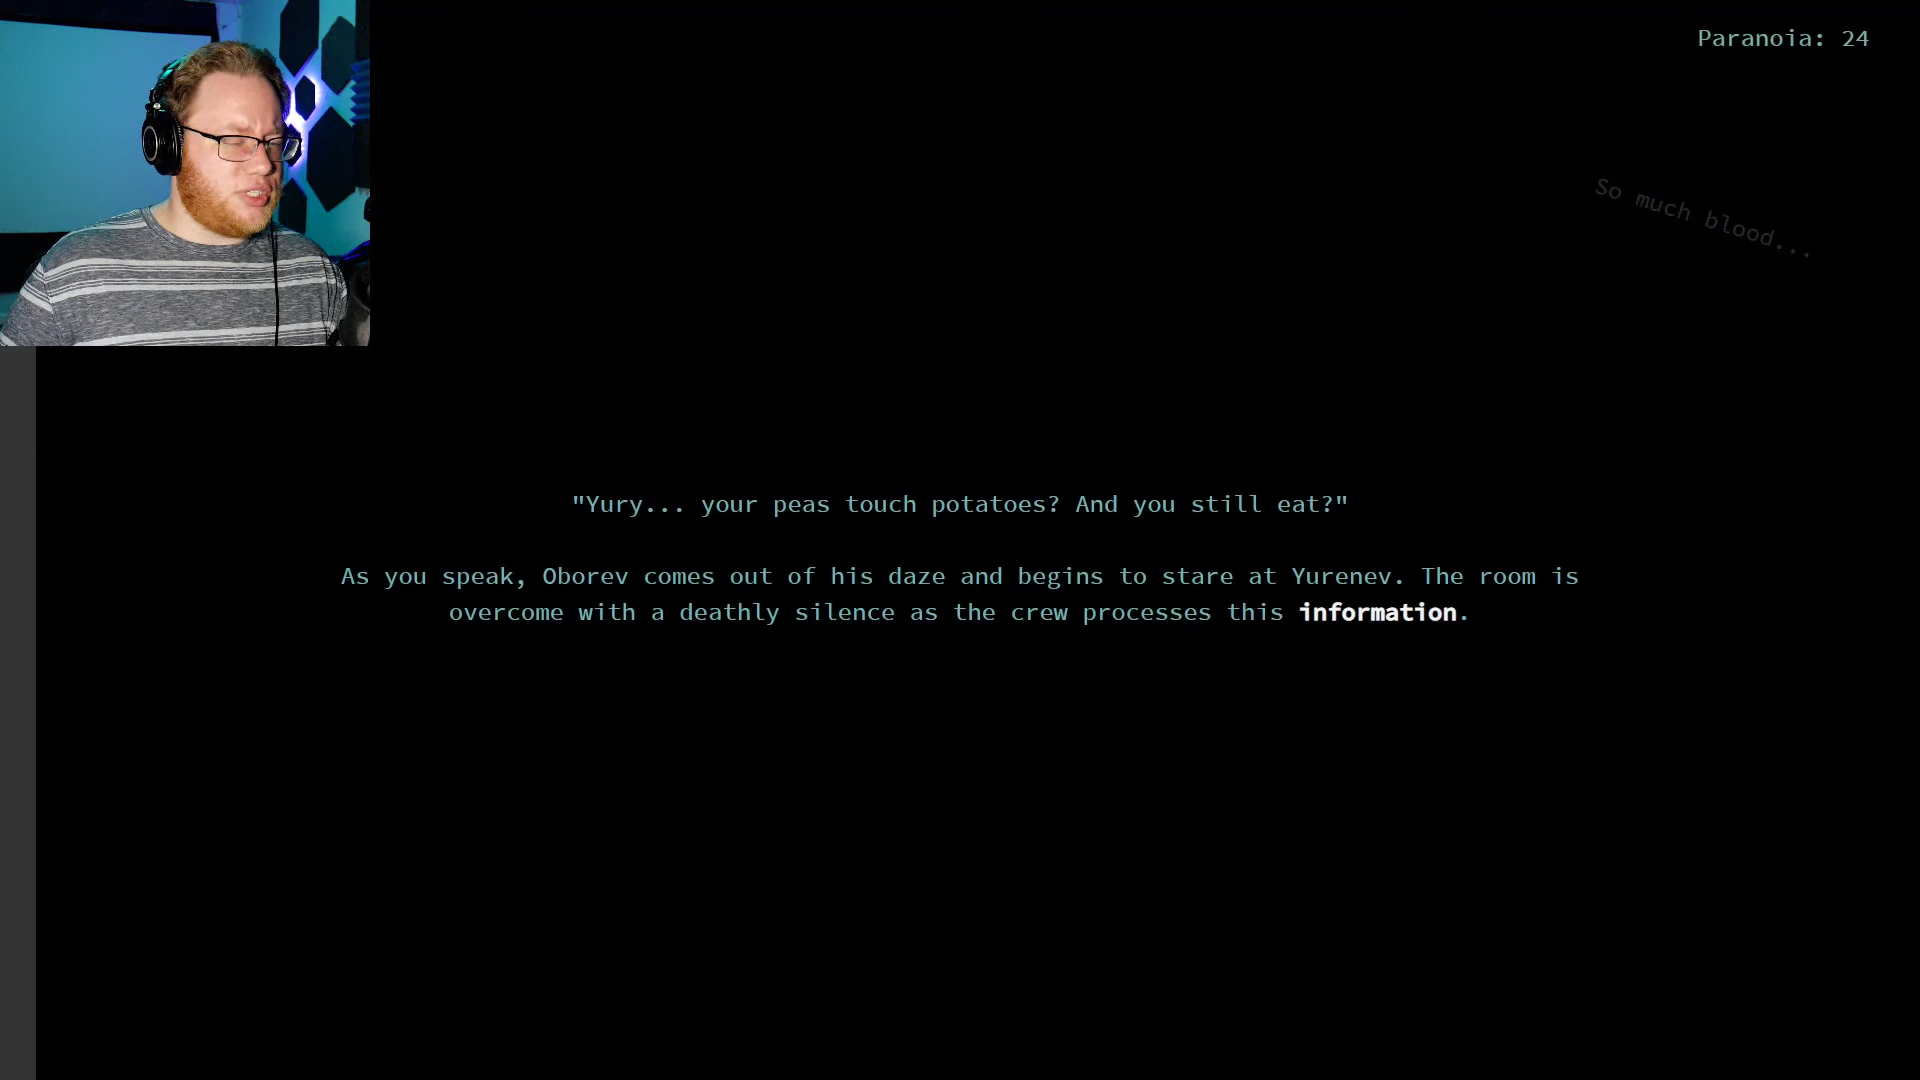 Paranoia: 24
So much blood...
"Yury... your peas touch potatoes? And you still eat?"
As you speak, Oborev comes out of his daze and begins to stare at Yurenev. The room is
overcome with a deathly silence as the crew processes this information.